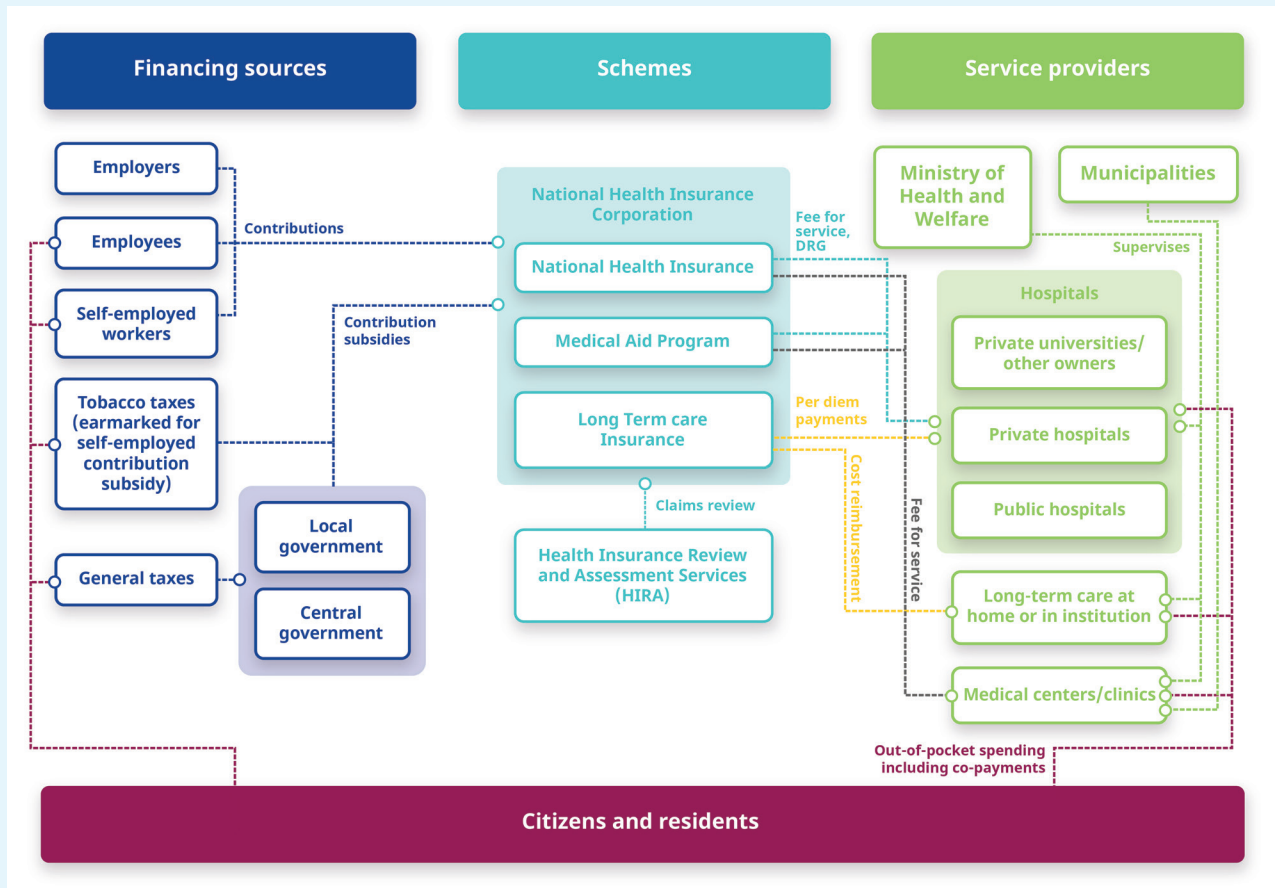 Financing sources
Schemes
Service providers
Employers
Employees
Self-employed
workers
Tobacco taxes
(earmarked for
self-employed
contribution
subsidy)
General taxes
Contributions
Contribution
subsidies
Local
government
Central
government
National Health Insurance
Corporation
National Health Insurance
Medical Aid Program
Long Term care
Insurance
Claims review
Health Insurance Review
and Assessment Services
(HIRA)
Fee for
service,
DRG
Per diem
payments
Cost reimbursement
Fee for service
Ministry of
Health and
Welfare
Municipalities
Supervises
Hospitals
Private universities/
other owners
Private hospitals
Public hospitals
Long-term care at
home or in institution
Medical centers/clinics
Out-of-pocket spending
including co-payments
Citizens and residents